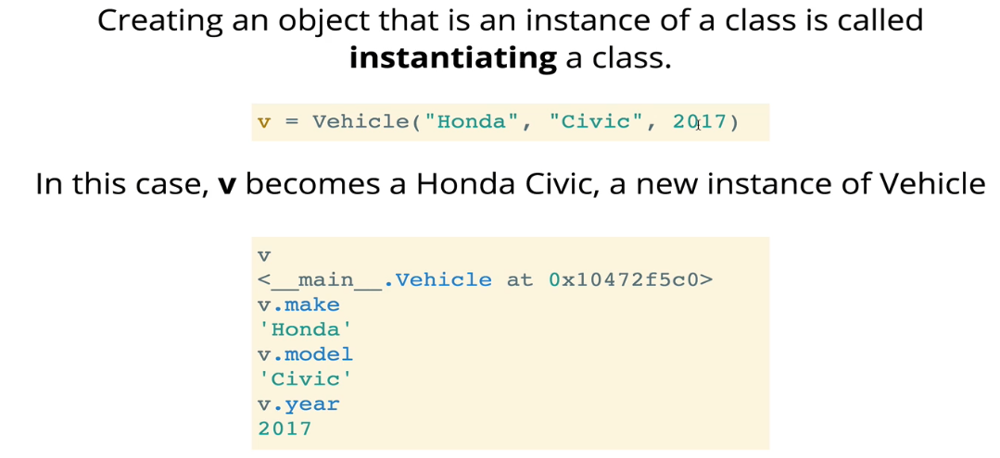 Creating an object that is an instance of a class is called
instantiating a class.
v = Vehicle("Honda", "Civic", 2017)
In this case, v becomes a Honda Civic, a new instance of Vehicle
v
<__main__.Vehicle at 0x10472f5c0>
v.make
'Honda'
v.model
'Civic'
v.year
2017